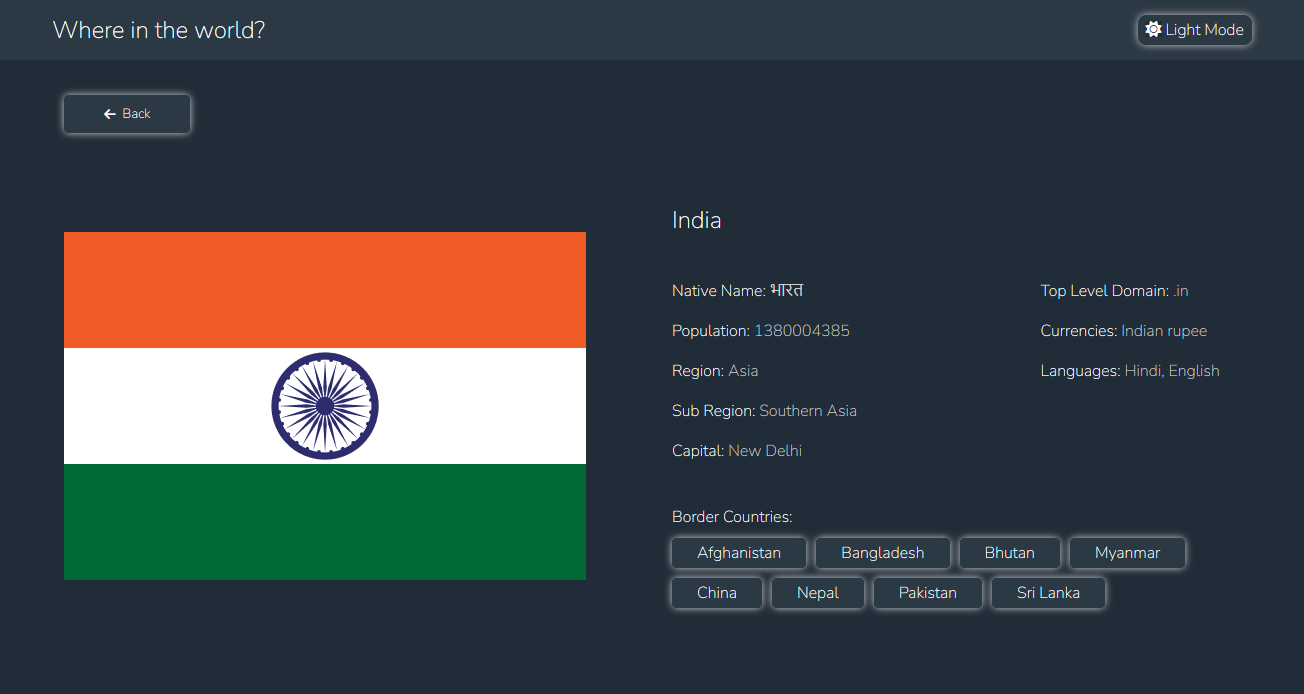 Where in the world?
Light Mode
Back
India
Native Name: भारत
Population: 1380004385
Region: Asia
Sub Region: Southern Asia
Capital: New Delhi
Top Level Domain: .in
Currencies: Indian rupee
Languages: Hindi, English
Border Countries:
Afghanistan Bangladesh Bhutan Myanmar
China Nepal Pakistan Sri Lanka